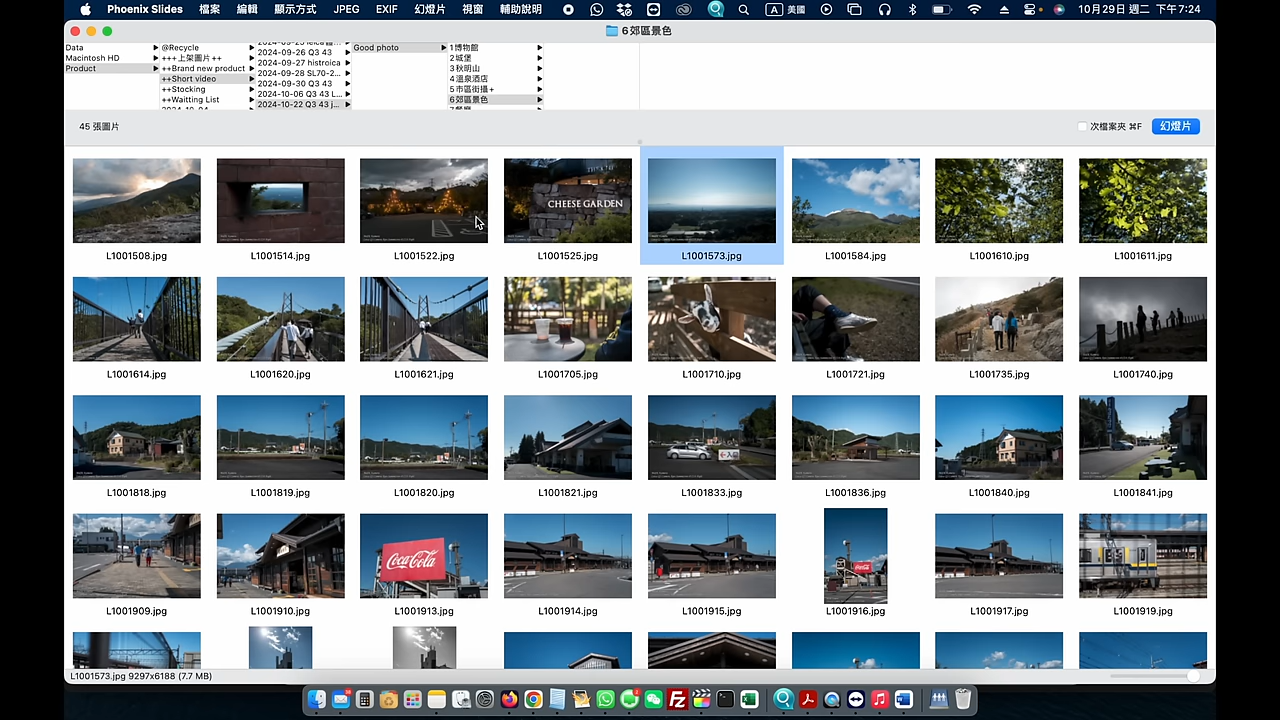 Phoenix Slides 檔案 編輯 顯示方式 JPEG EXIF 幻燈片 視窗 輔助說明 A 美國 10月29日 週二 下午7:24
6郊區景色
Data
Macintosh HD
Product
@Recycle
+++上架圖片++
++Brand new product
++Short video
++Stocking
++Waitting List
2024-09-26 Q3 43
2024-09-27 histroica
2024-09-28 SL70-2...
2024-09-30 Q3 43
2024-10-06 Q3 43 L...
2024-10-22 Q3 43 j...
Good photo
1博物館
2城堡
3秋明山
4溫泉酒店
5市區街攝+
6郊區景色
45 張圖片
次檔案夾 ⌘F
幻燈片
CHEESE GARDEN
L1001508.jpg L1001514.jpg L1001522.jpg L1001525.jpg L1001573.jpg L1001584.jpg L1001610.jpg L1001611.jpg
L1001614.jpg L1001620.jpg L1001621.jpg L1001705.jpg L1001710.jpg L1001721.jpg L1001735.jpg L1001740.jpg
L1001818.jpg L1001819.jpg L1001820.jpg L1001821.jpg L1001833.jpg L1001836.jpg L1001840.jpg L1001841.jpg
Coca-Cola
L1001909.jpg L1001910.jpg L1001913.jpg L1001914.jpg L1001915.jpg L1001916.jpg L1001917.jpg L1001919.jpg
L1001573.jpg 9297x6188 (7.7 MB)